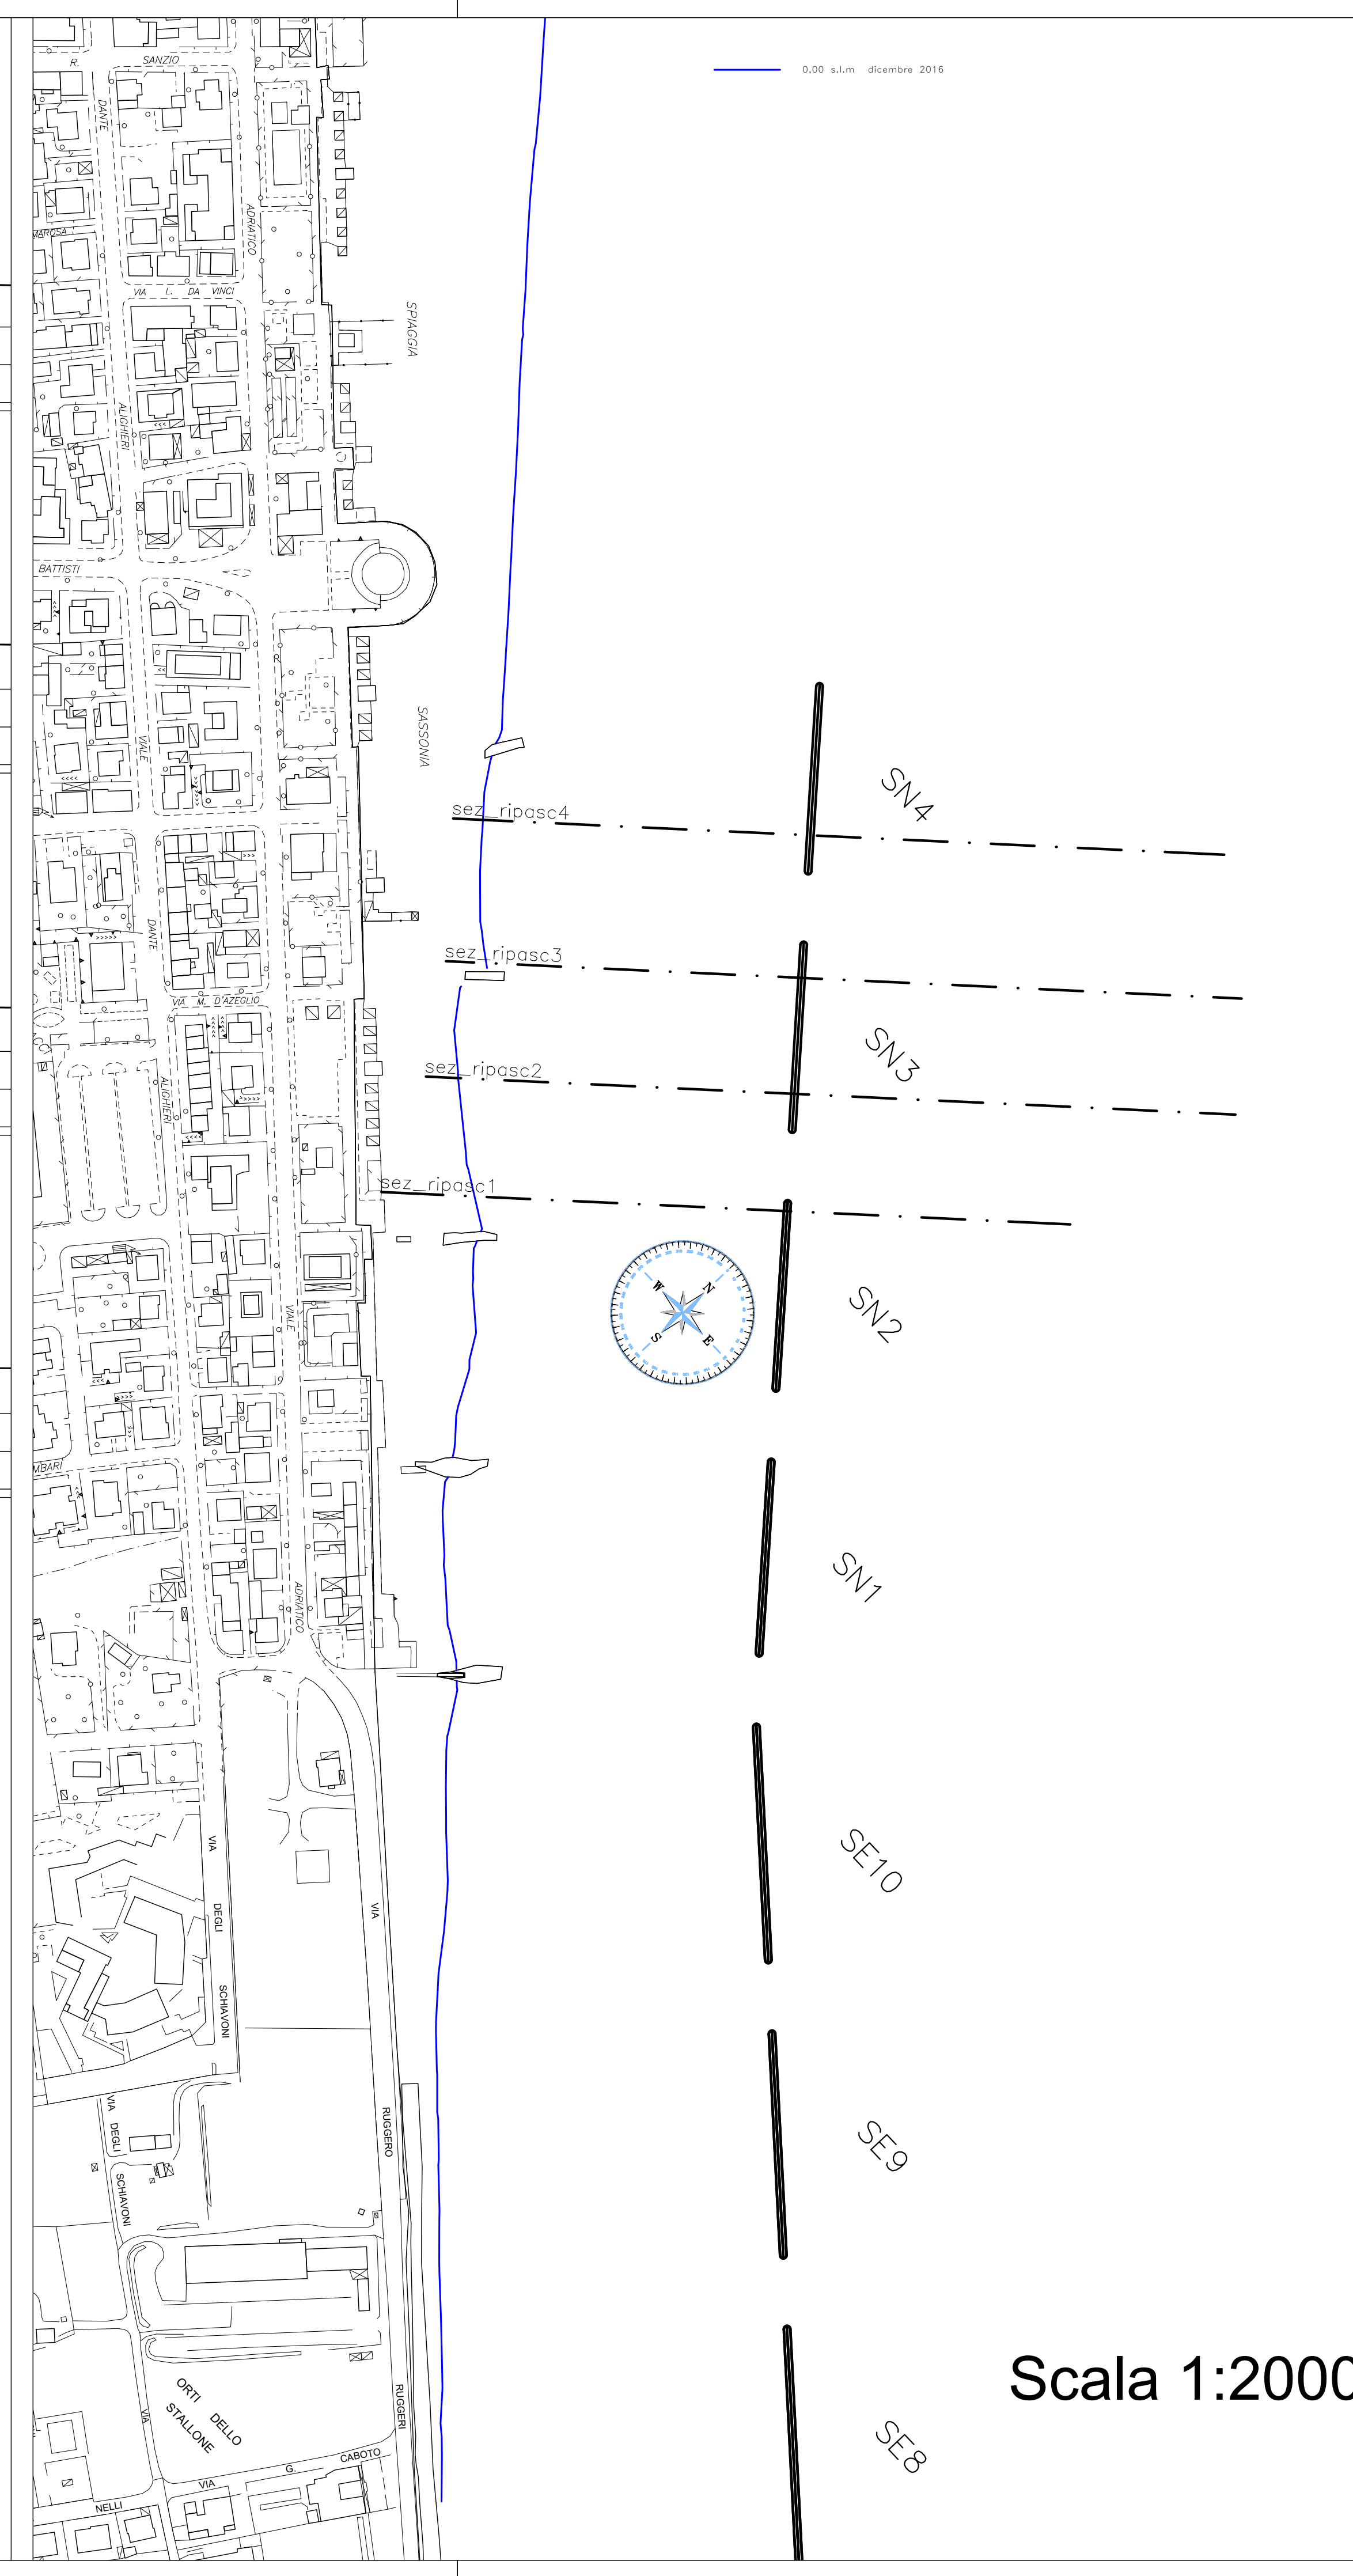 0,00 s.l.m dicembre 2016
R. SANZIO
DANTE
ADRIATICO
VIA L. DA VINCI
SPIAGGIA
ALIGHIERI
BATTISTI
SASSONIA
VIALE
SN4
sez_ripasc4
DANTE
sez_ripasc3
VIA M. D'AZEGLIO
SN3
sez_ripasc2
ALIGHIERI
sez_ripasc1
VIALE
W N
S E
SN2
MBARI
SN1
ADRIATICO
VIA
DEGLI
SCHIAVONI
VIA
SE10
RUGGERO
VIA
DEGLI
SCHIAVONI
SE9
Scala 1:2000
ORTI DELLO
STALLONE
VIA
RUGGERI
SE8
VIA G. CABOTO
NELLI